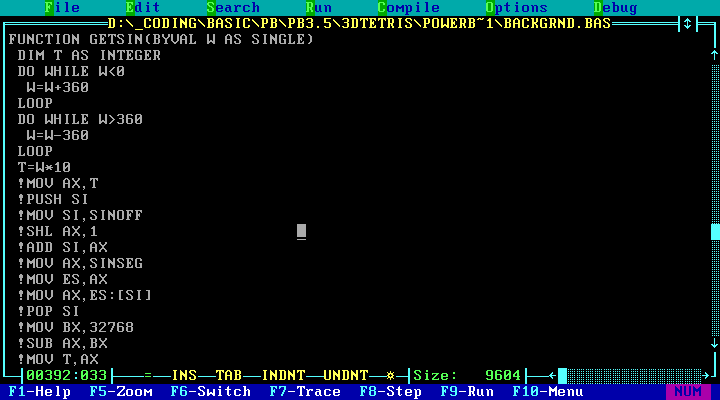 File Edit Search Run Compile Options Debug
D:\_CODING\BASIC\PB\PB3.5\3DTETRIS\POWERB~1\BACKGRND.BAS
FUNCTION GETSIN(BYVAL W AS SINGLE)
DIM T AS INTEGER
DO WHILE W<0
W=W+360
LOOP
DO WHILE W>360
W=W-360
LOOP
T=W*10
!MOV AX,T
!PUSH SI
!MOV SI,SINOFF
!SHL AX,1
!ADD SI,AX
!MOV AX,SINSEG
!MOV ES,AX
!MOV AX,ES:[SI]
!POP SI
!MOV BX,32768
!SUB AX,BX
!MOV T,AX
00392:033 = INS TAB INDNT UNDNT ☼ Size: 9604
F1-Help F5-Zoom F6-Switch F7-Trace F8-Step F9-Run F10-Menu NUM